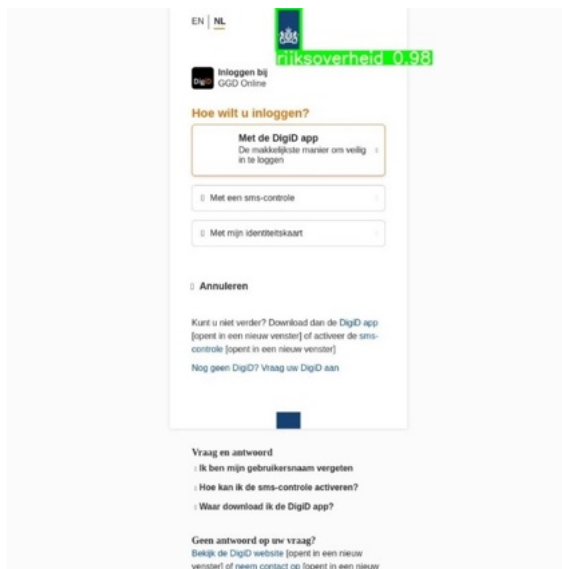 EN | NL
rijksoverheid 0.98
DigiD
Inloggen bij
GGD Online
Hoe wilt u inloggen?
Met de DigiD app
De makkelijkste manier om veilig
in te loggen
Met een sms-controle
Met mijn identiteitskaart
Annuleren
Kunt u niet verder? Download dan de DigiD app
[opent in een nieuw venster] of activeer de sms-
controle [opent in een nieuw venster]
Nog geen DigiD? Vraag uw DigiD aan
Vraag en antwoord
Ik ben mijn gebruikersnaam vergeten
Hoe kan ik de sms-controle activeren?
Waar download ik de DigiD app?
Geen antwoord op uw vraag?
Bekijk de DigiD website [opent in een nieuw
venster] of neem contact op [opent in een nieuw